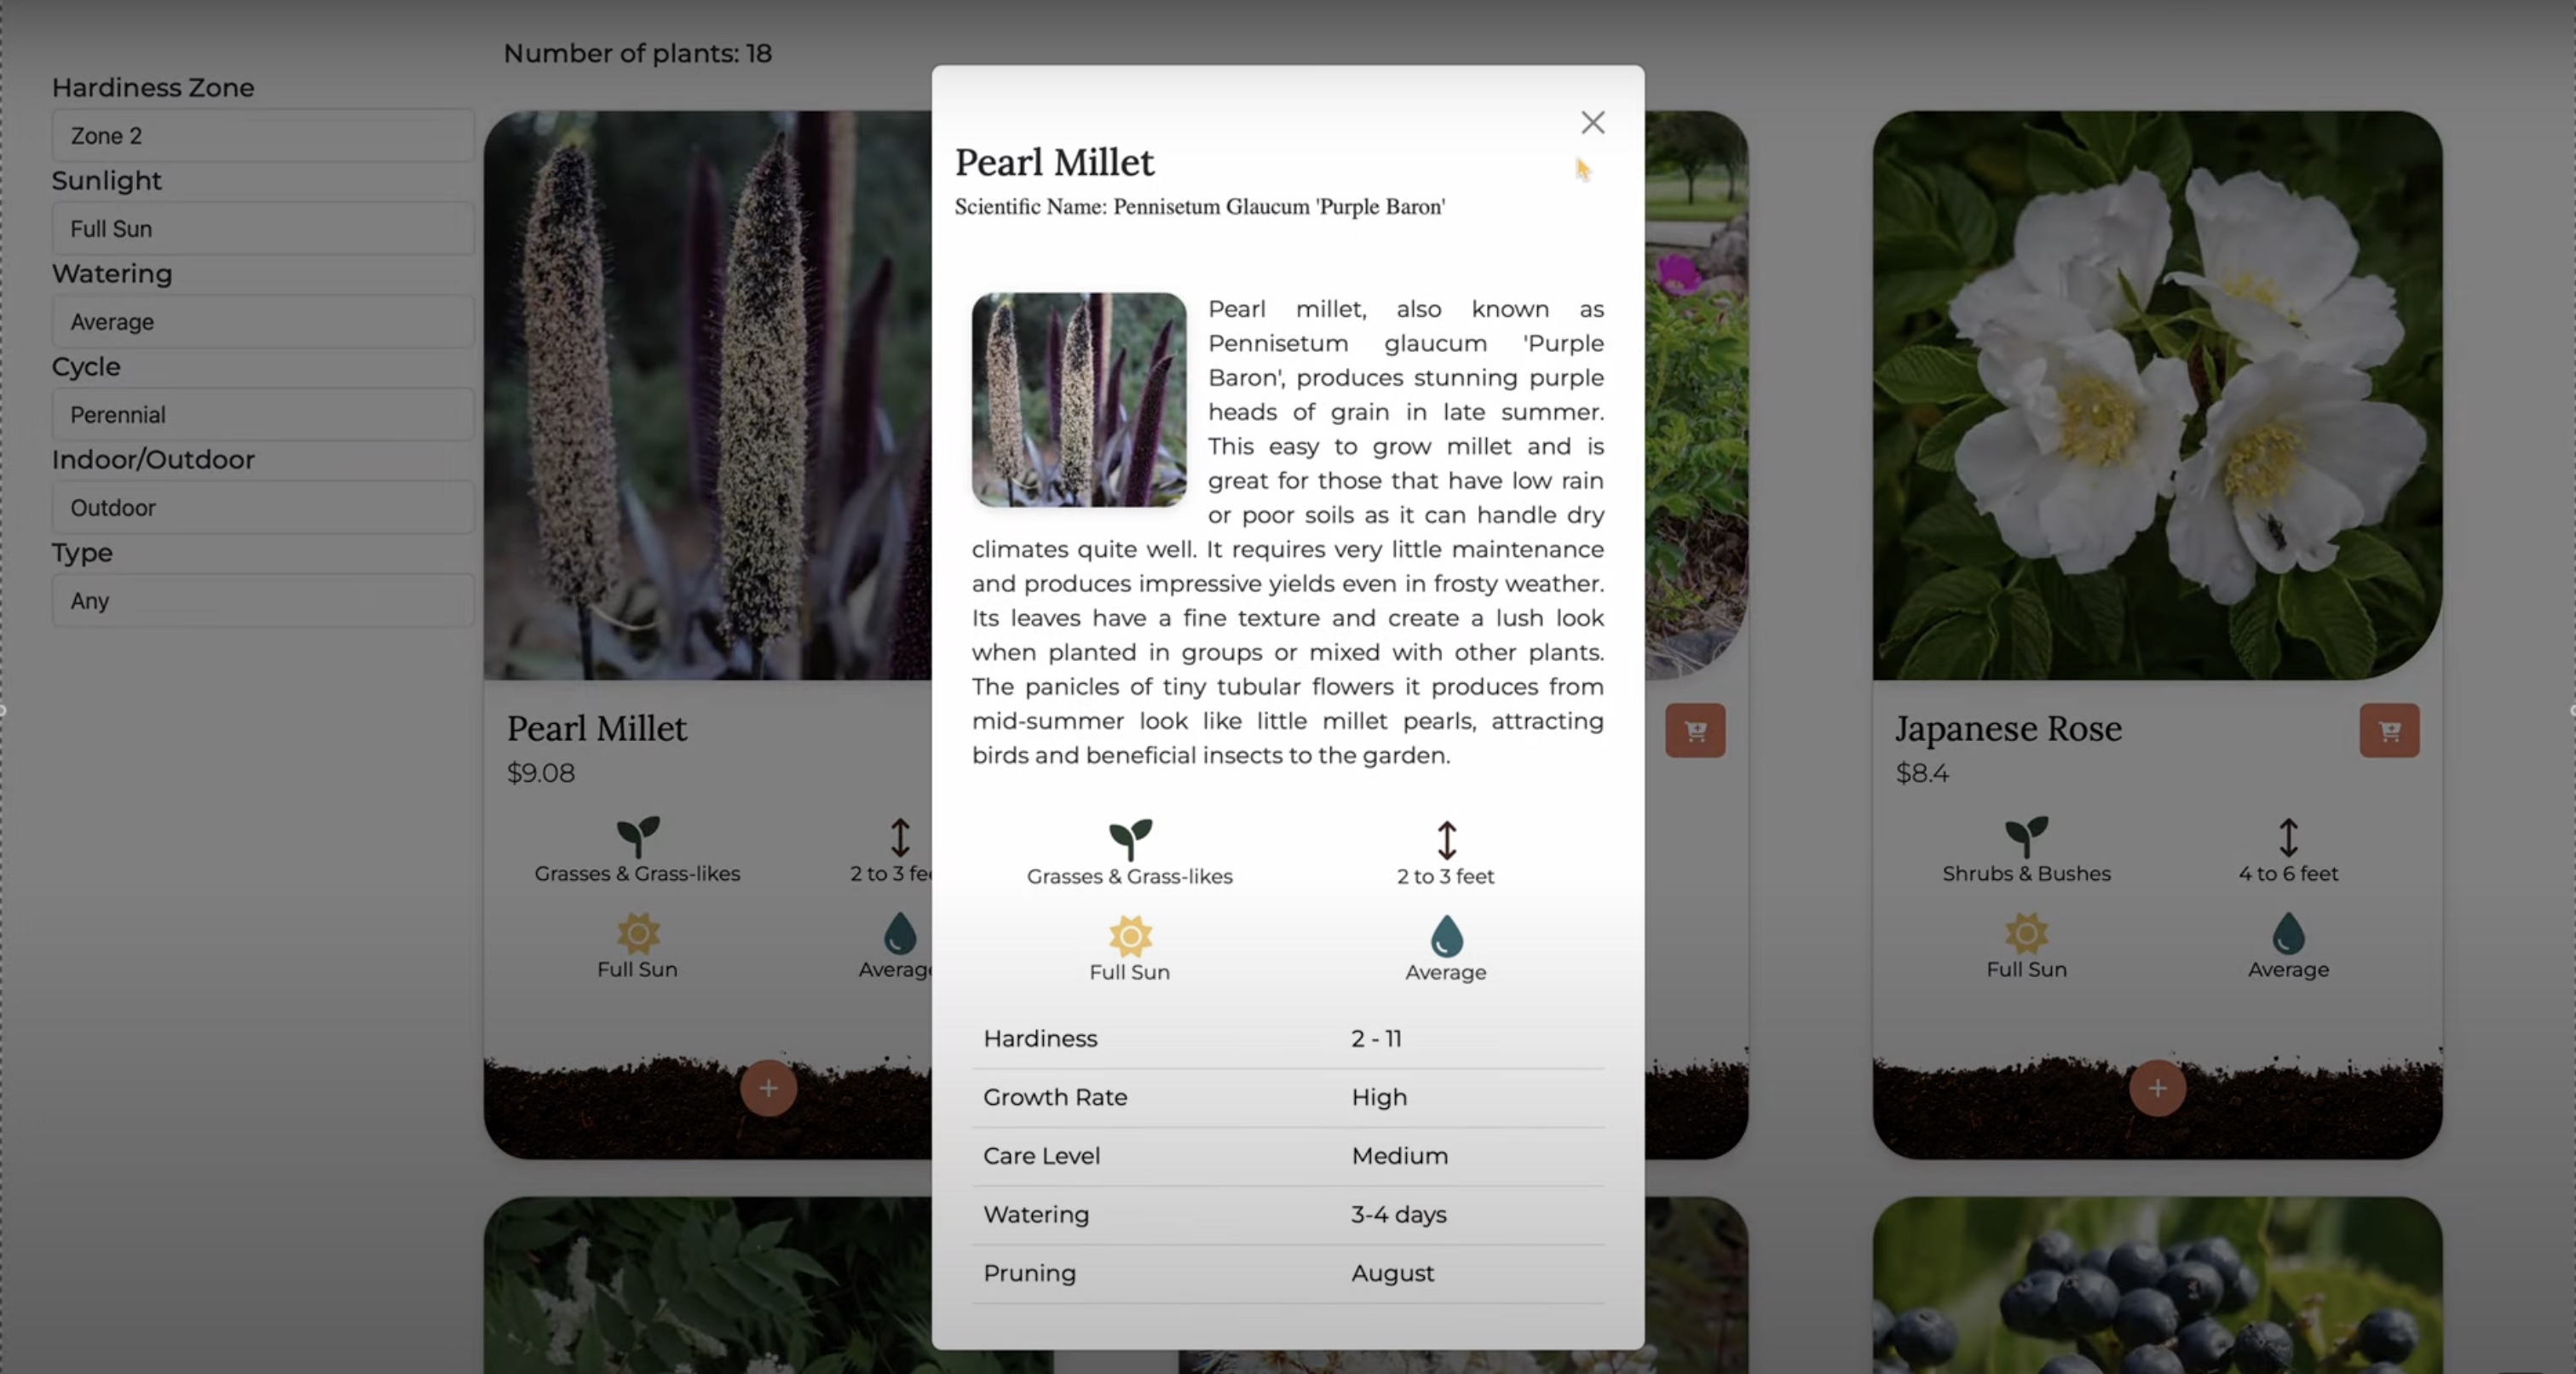 Number of plants: 18
Hardiness Zone
Zone 2
Sunlight
Full Sun
Watering
Average
Cycle
Perennial
Indoor/Outdoor
Outdoor
Type
Any
Pearl Millet
$9.08
Grasses & Grass-likes
2 to 3 fee
Full Sun
Averag
Pearl Millet
Scientific Name: Pennisetum Glaucum 'Purple Baron'
Pearl millet, also known as
Pennisetum glaucum 'Purple
Baron', produces stunning purple
heads of grain in late summer.
This easy to grow millet and is
great for those that have low rain
or poor soils as it can handle dry
climates quite well. It requires very little maintenance
and produces impressive yields even in frosty weather.
Its leaves have a fine texture and create a lush look
when planted in groups or mixed with other plants.
The panicles of tiny tubular flowers it produces from
mid-summer look like little millet pearls, attracting
birds and beneficial insects to the garden.
Grasses & Grass-likes
2 to 3 feet
Full Sun
Average
Hardiness 2 - 11
Growth Rate High
Care Level Medium
Watering 3-4 days
Pruning August
Japanese Rose
$8.4
Shrubs & Bushes
4 to 6 feet
Full Sun
Average